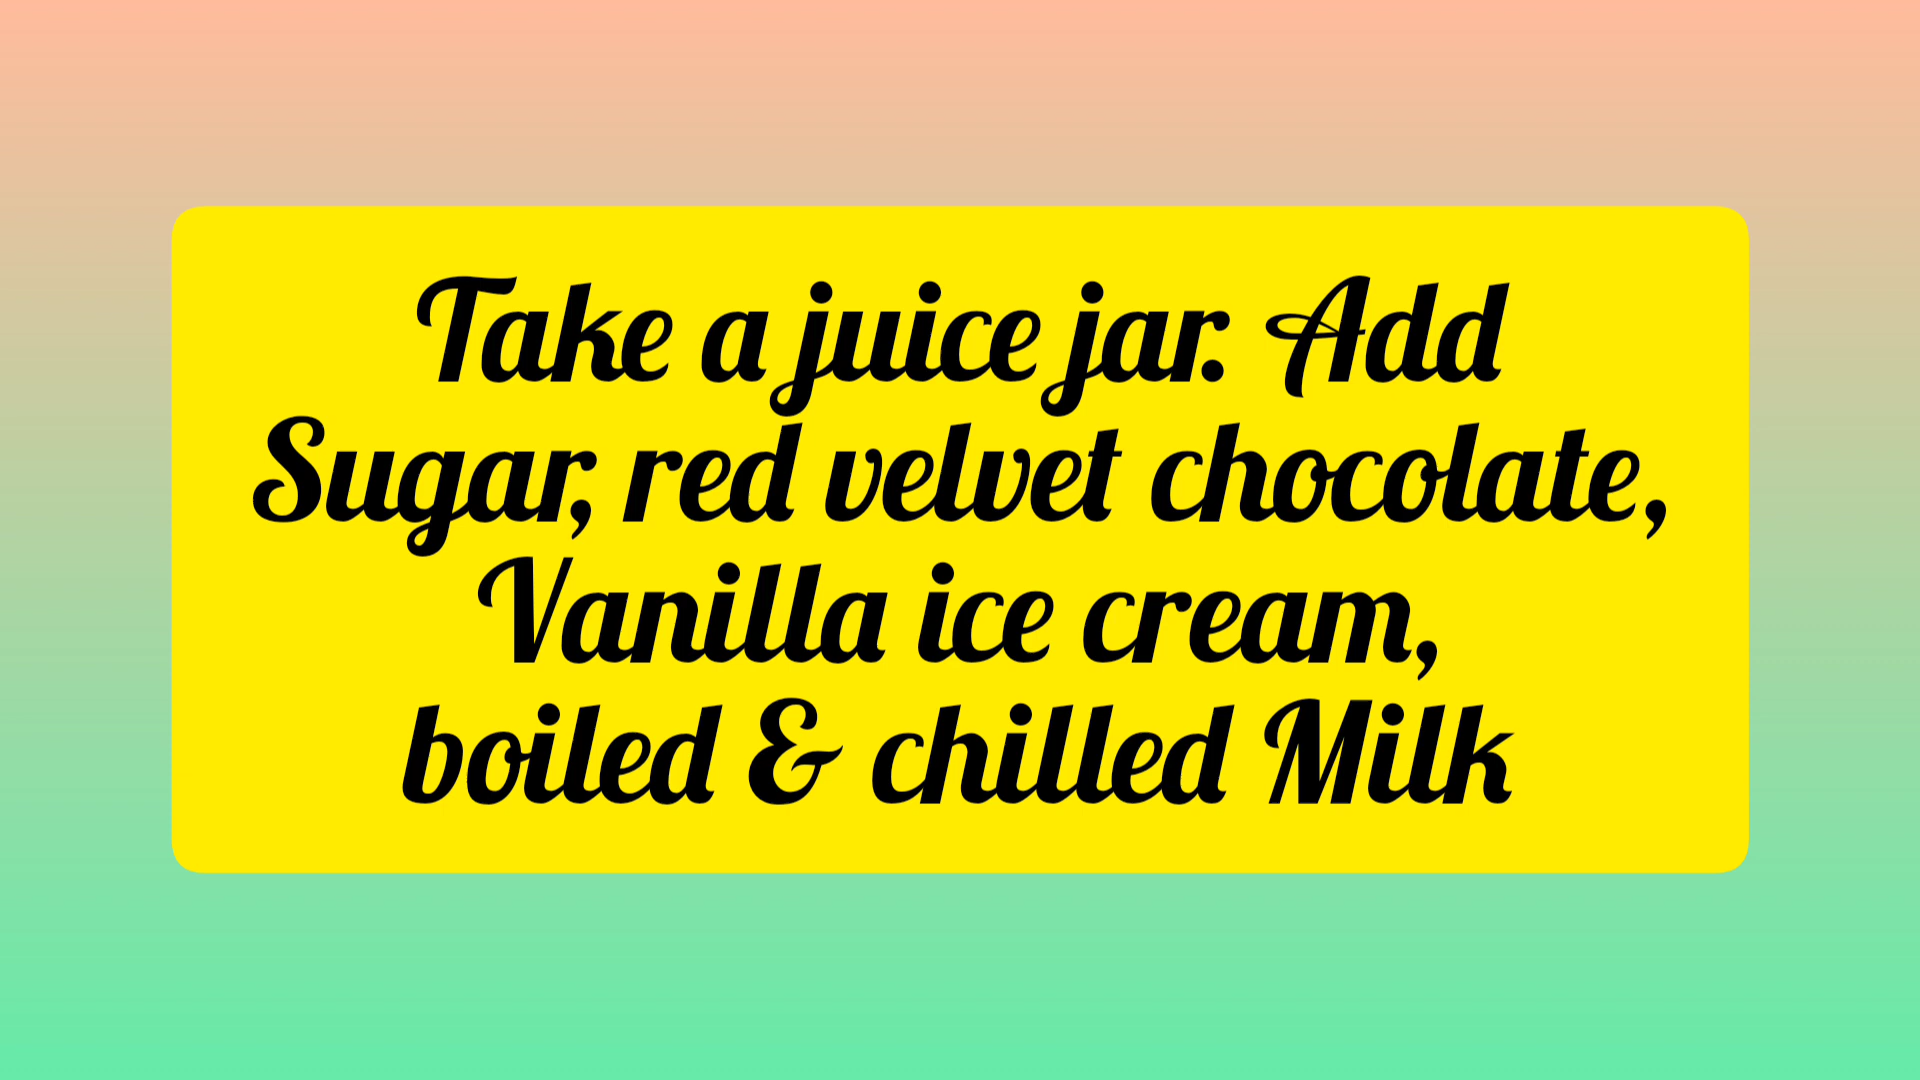 Take a juice jar. Add
Sugar, red velvet chocolate,
Vanilla ice cream,
boiled & chilled Milk